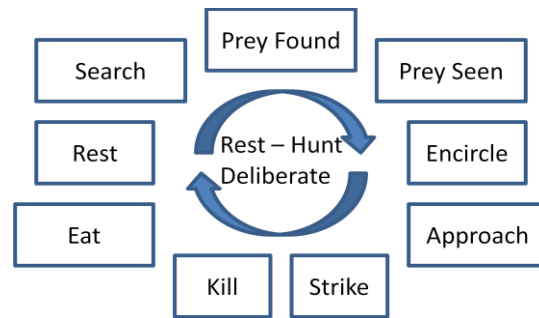 Prey Found
Search
Prey Seen
Rest
Rest – Hunt
Deliberate
Encircle
Eat
Approach
Kill
Strike